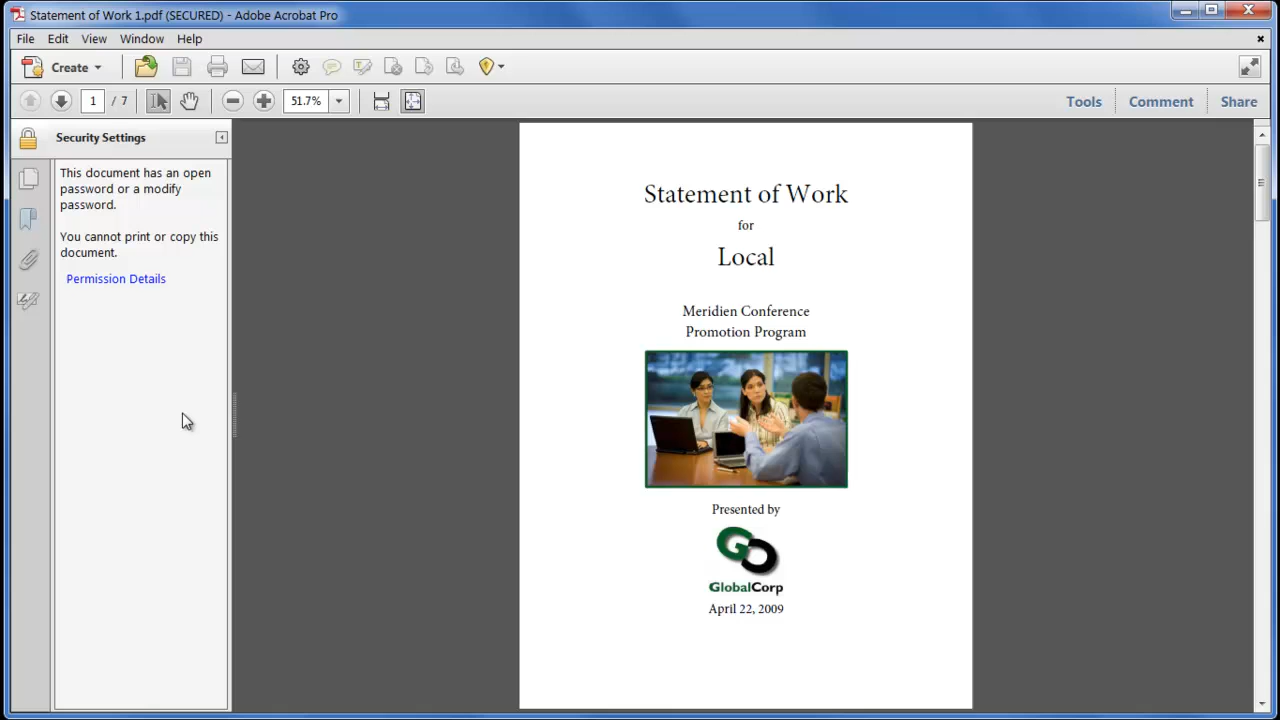 Statement of Work 1.pdf (SECURED) - Adobe Acrobat Pro
File Edit View Window Help
Create
1 / 7 51.7% Tools Comment Share
Security Settings
This document has an open
password or a modify
password.
You cannot print or copy this
document.
Permission Details
Statement of Work
for
Local
Meridien Conference
Promotion Program
Presented by
GlobalCorp
April 22, 2009